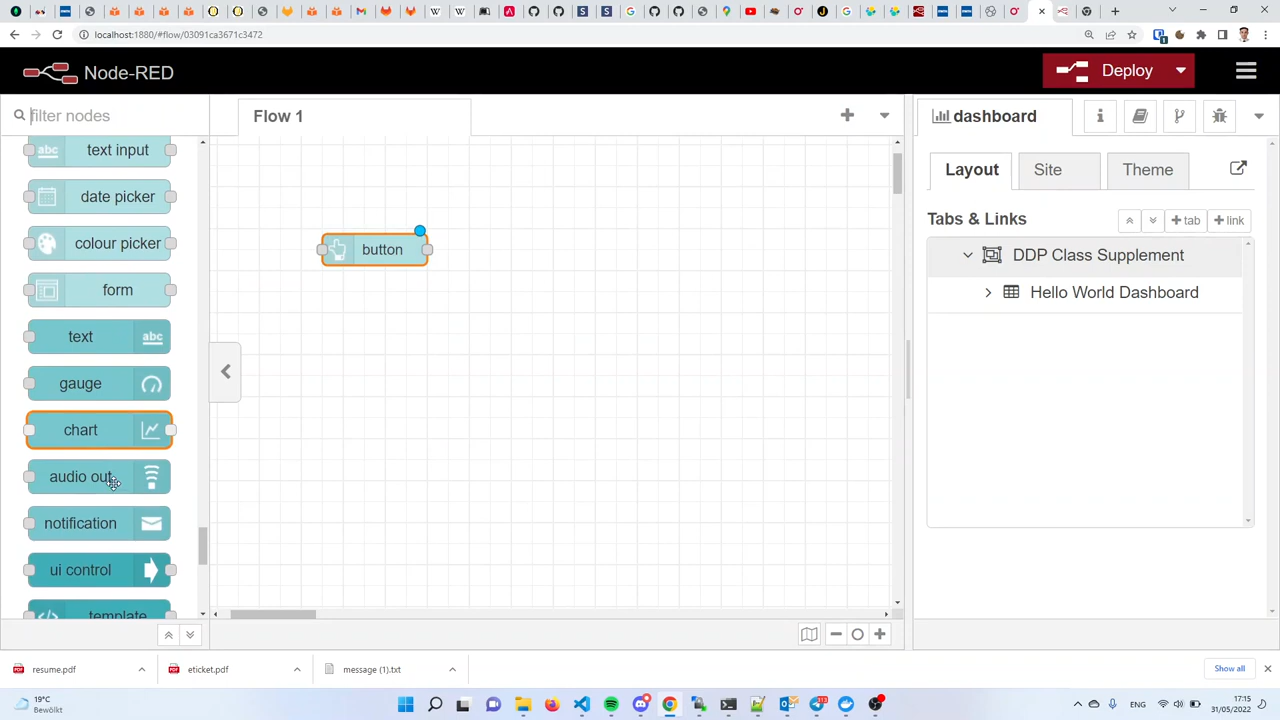 localhost:1880/#flow/03091ca3671c3472
Node-RED
Deploy
filter nodes
Flow 1
dashboard
abc text input
date picker
colour picker
form
text abc
gauge
chart
audio out
notification
ui control
template
button
Layout
Site
Theme
Tabs & Links
+ tab
+ link
DDP Class Supplement
Hello World Dashboard
resume.pdf
eticket.pdf
message (1).txt
Show all
19°C
Bewölkt
ENG
17:15
31/05/2022